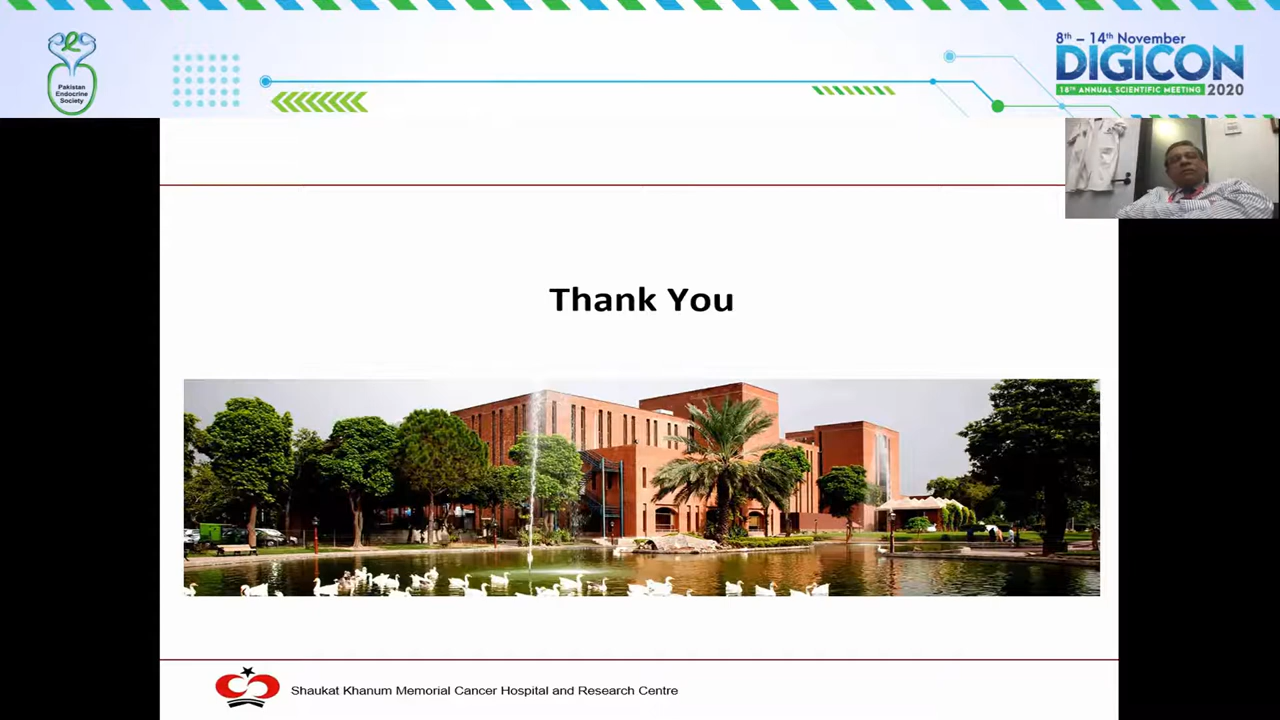 Pakistan
Endocrine
Society
8th – 14th November
DIGICON
18TH ANNUAL SCIENTIFIC MEETING 2020
Thank You
Shaukat Khanum Memorial Cancer Hospital and Research Centre